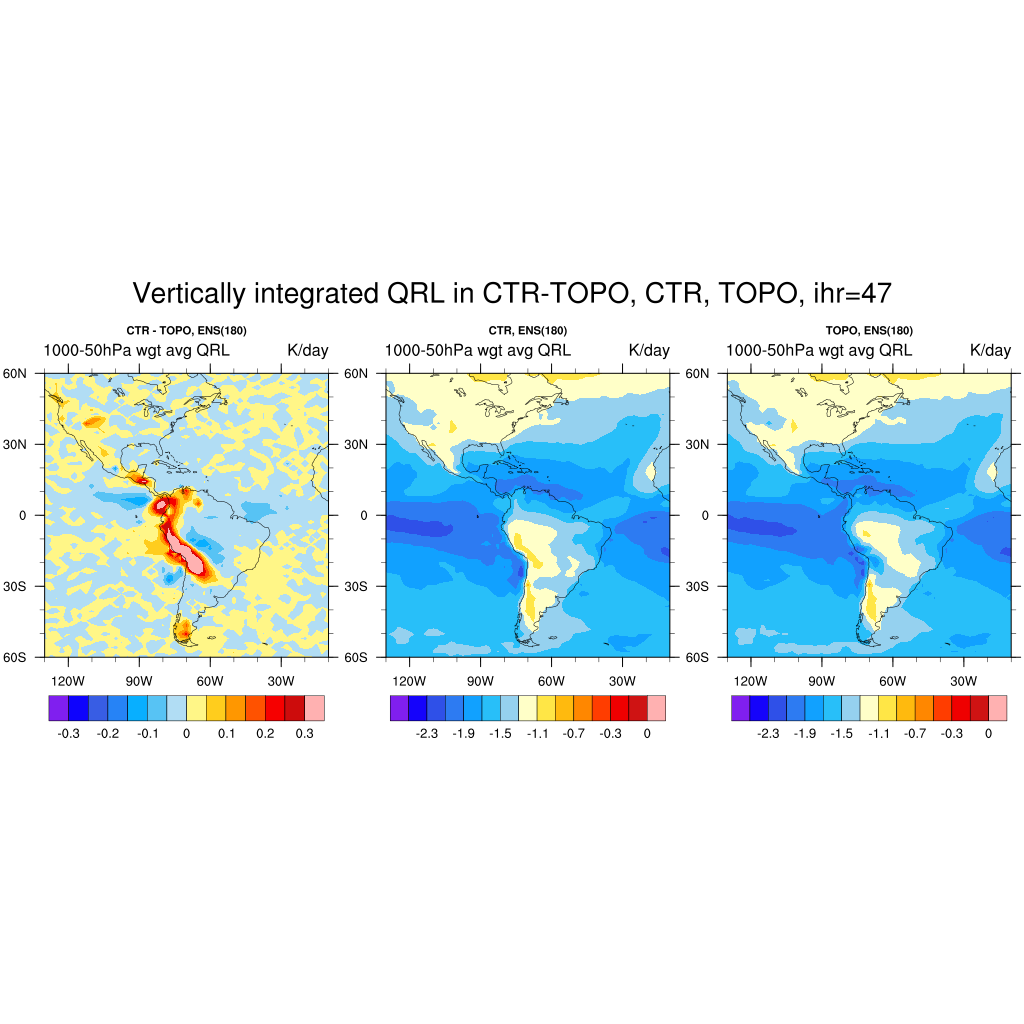 Vertically integrated QRL in CTR-TOPO, CTR, TOPO, ihr=47
CTR - TOPO, ENS(180)
1000-50hPa wgt avg QRL K/day
60N
30N
0
30S
60S
120W 90W 60W 30W
-0.3 -0.2 -0.1 0 0.1 0.2 0.3
CTR, ENS(180)
1000-50hPa wgt avg QRL K/day
60N
30N
0
30S
60S
120W 90W 60W 30W
-2.3 -1.9 -1.5 -1.1 -0.7 -0.3 0
TOPO, ENS(180)
1000-50hPa wgt avg QRL K/day
60N
30N
0
30S
60S
120W 90W 60W 30W
-2.3 -1.9 -1.5 -1.1 -0.7 -0.3 0